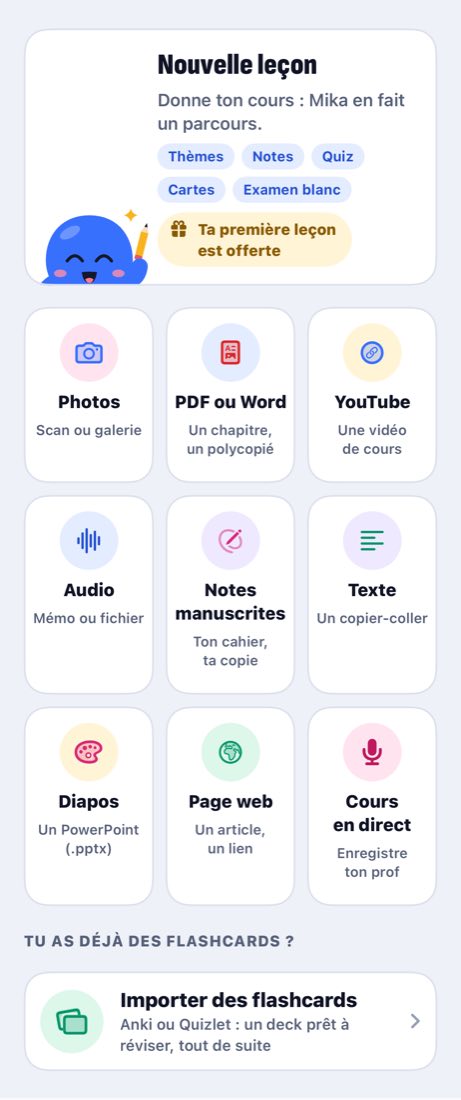 Nouvelle leçon
Donne ton cours : Mika en fait
un parcours.
Thèmes
Notes
Quiz
Cartes
Examen blanc
Ta première leçon
est offerte
Photos
Scan ou galerie
PDF ou Word
Un chapitre,
un polycopié
YouTube
Une vidéo
de cours
Audio
Mémo ou fichier
Notes
manuscrites
Ton cahier,
ta copie
Texte
Un copier-coller
Diapos
Un PowerPoint
(.pptx)
Page web
Un article,
un lien
Cours
en direct
Enregistre
ton prof
TU AS DÉJÀ DES FLASHCARDS ?
Importer des flashcards
Anki ou Quizlet : un deck prêt à
réviser, tout de suite